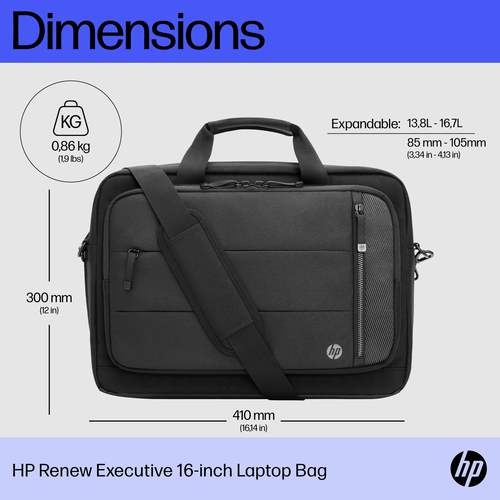 Dimensions
KG
0,86 kg
(1,9 lbs)
Expandable: 13,8L - 16,7L
85 mm - 105mm
(3,34 in - 4,13 in)
300 mm
(12 in)
hp
410 mm
(16,14 in)
HP Renew Executive 16-inch Laptop Bag
hp